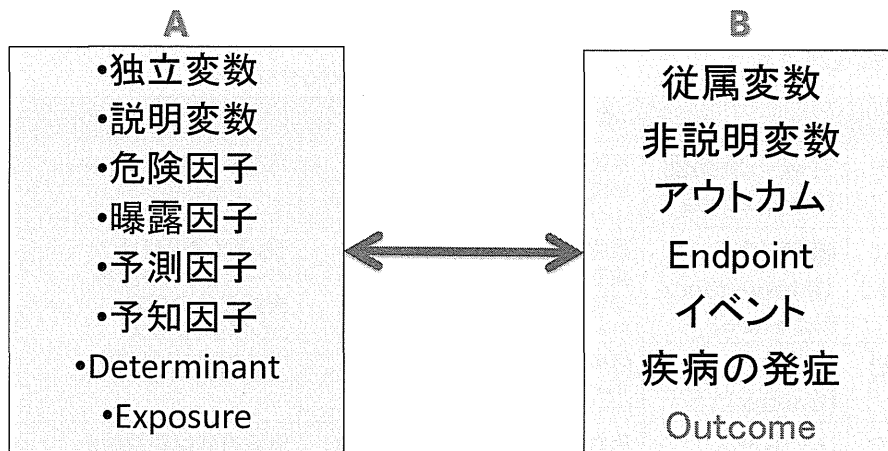 A
•独立変数
•説明変数
•危険因子
•曝露因子
•予測因子
•予知因子
•Determinant
•Exposure
B
従属変数
非説明変数
アウトカム
Endpoint
イベント
疾病の発症
Outcome